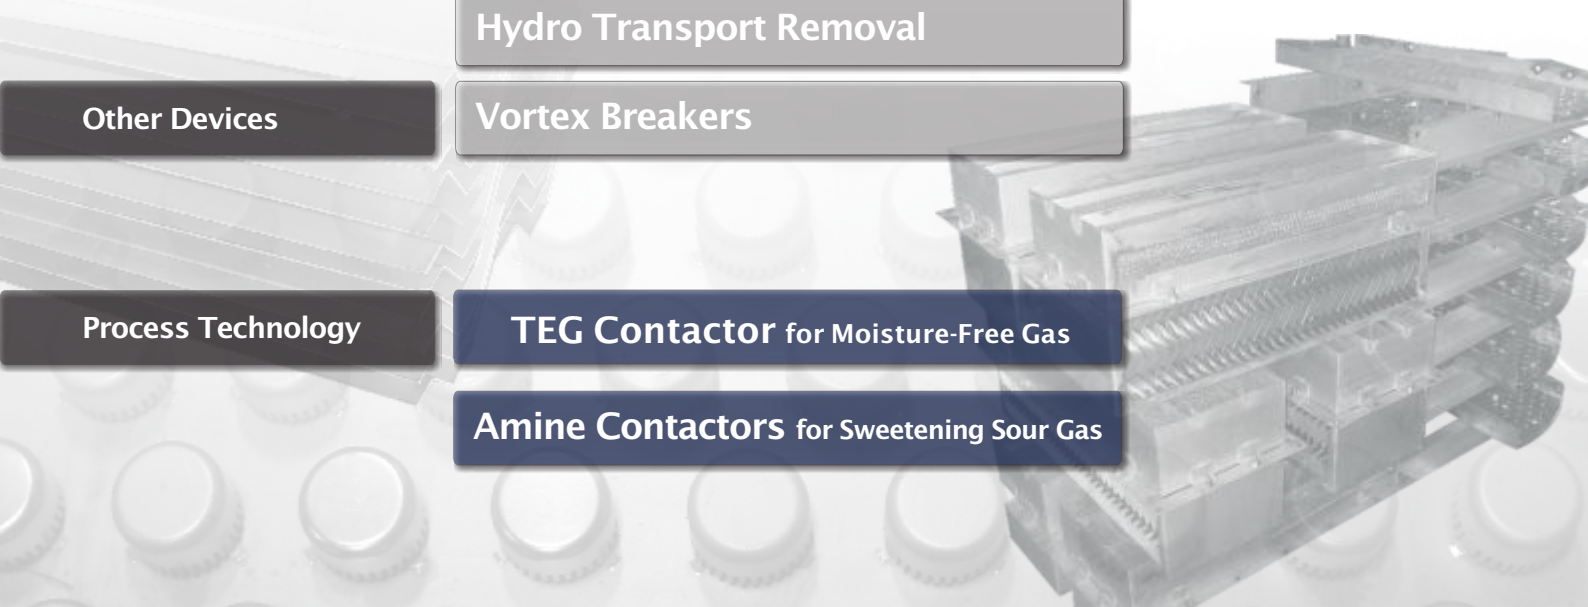 Hydro Transport Removal
Other Devices
Vortex Breakers
Process Technology
TEG Contactor for Moisture-Free Gas
Amine Contactors for Sweetening Sour Gas